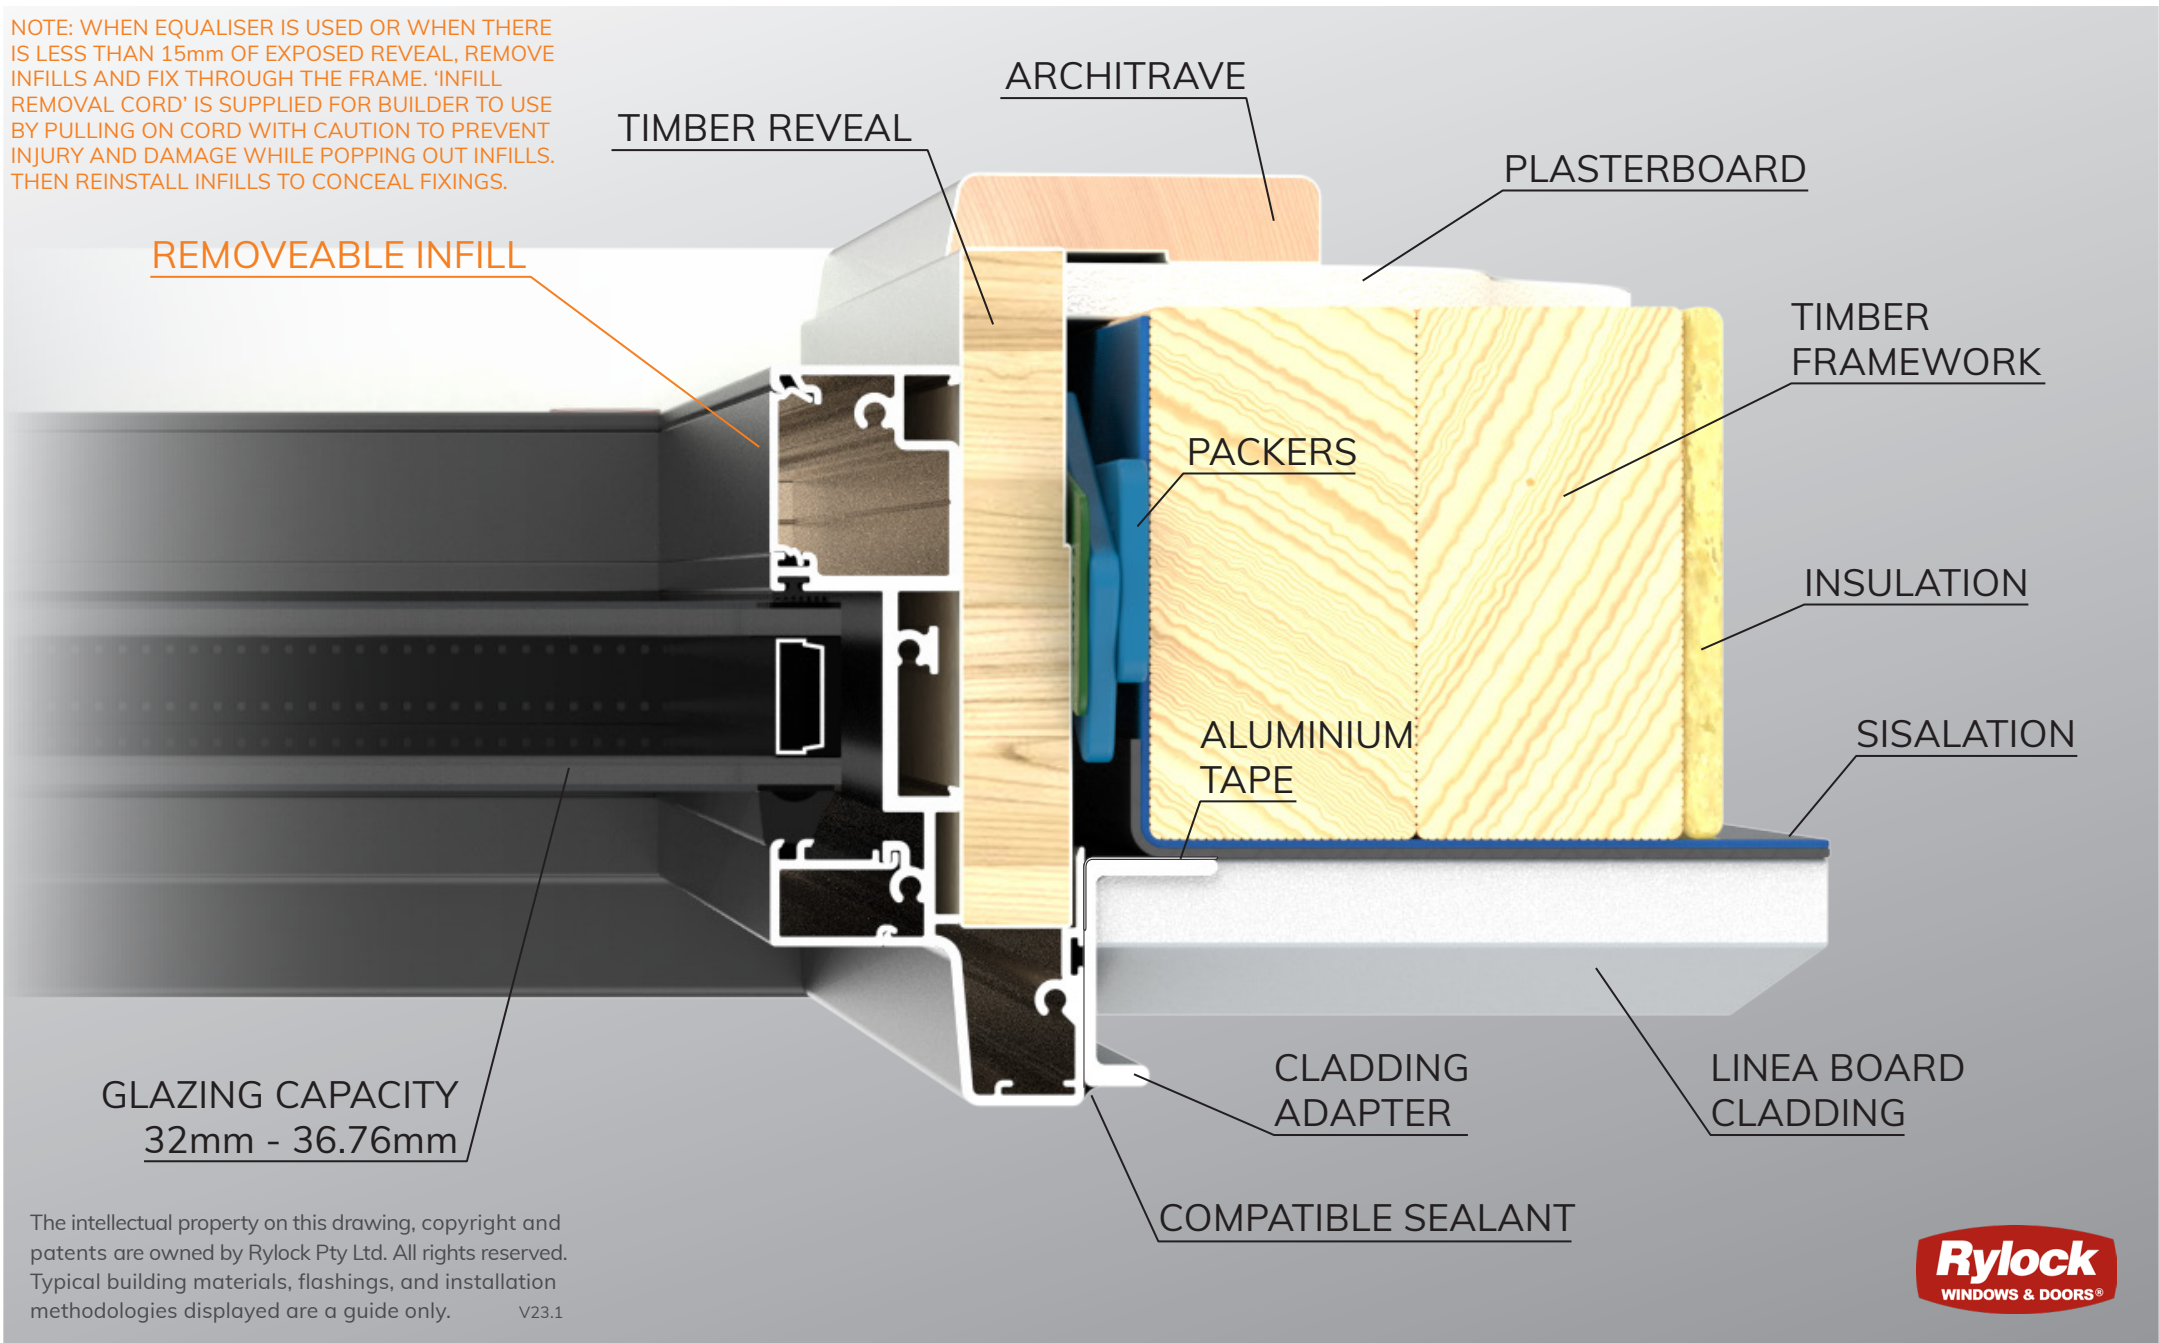 NOTE: WHEN EQUALISER IS USED OR WHEN THERE
IS LESS THAN 15mm OF EXPOSED REVEAL, REMOVE
INFILLS AND FIX THROUGH THE FRAME. ‘INFILL
REMOVAL CORD’ IS SUPPLIED FOR BUILDER TO USE
BY PULLING ON CORD WITH CAUTION TO PREVENT
INJURY AND DAMAGE WHILE POPPING OUT INFILLS.
THEN REINSTALL INFILLS TO CONCEAL FIXINGS.
ARCHITRAVE
TIMBER REVEAL
PLASTERBOARD
REMOVEABLE INFILL
TIMBER
FRAMEWORK
PACKERS
INSULATION
ALUMINIUM
TAPE
SISALATION
GLAZING CAPACITY
32mm - 36.76mm
CLADDING
ADAPTER
LINEA BOARD
CLADDING
COMPATIBLE SEALANT
The intellectual property on this drawing, copyright and
patents are owned by Rylock Pty Ltd. All rights reserved.
Typical building materials, flashings, and installation
methodologies displayed are a guide only.
V23.1
Rylock
WINDOWS & DOORS®